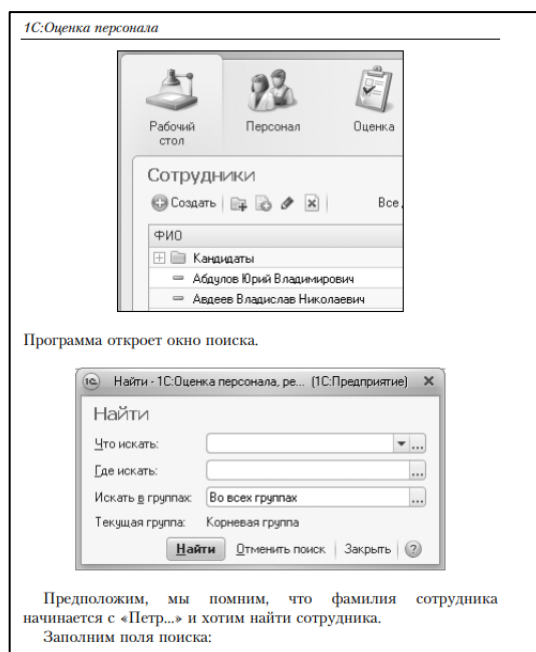 1С:Оценка персонала
Рабочий
стол
Персонал
Оценка
Сотрудники
Создать
Все
ФИО
Кандидаты
Абдулов Юрий Владимирович
Авдеев Владислав Николаевич
Программа откроет окно поиска.
Найти - 1С:Оценка персонала, ре... (1С:Предприятие)
Найти
Что искать:
Где искать:
Искать в группах: Во всех группах
Текущая группа: Корневая группа
Найти Отменить поиск Закрыть ?
Предположим, мы помним, что фамилия сотрудника
начинается с «Петр...» и хотим найти сотрудника.
Заполним поля поиска: